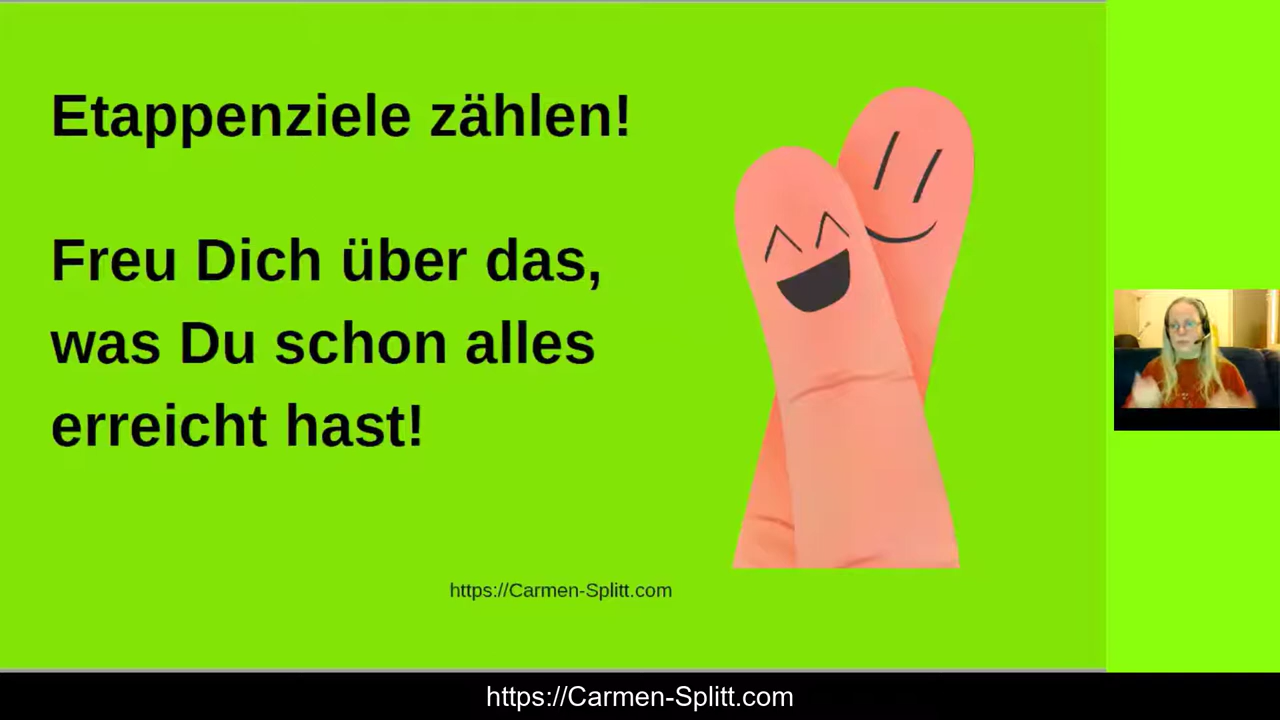 Etappenziele zählen!
Freu Dich über das,
was Du schon alles
erreicht hast!
https://Carmen-Splitt.com
https://Carmen-Splitt.com